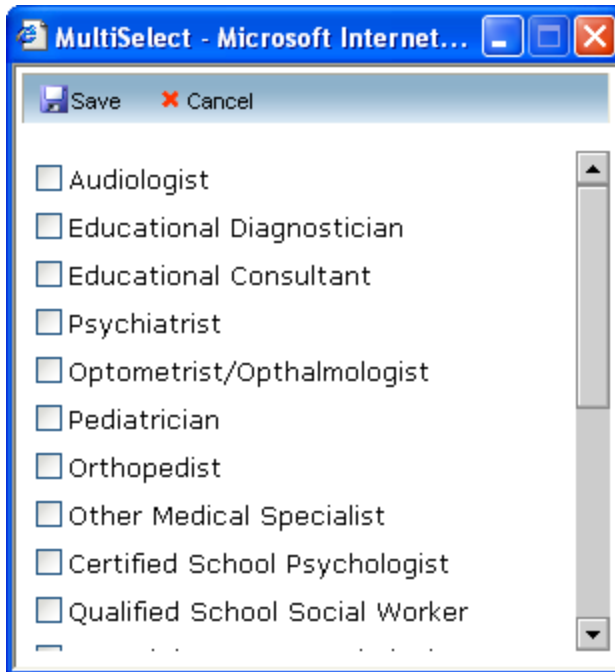 MultiSelect - Microsoft Internet...
Save Cancel
Audiologist
Educational Diagnostician
Educational Consultant
Psychiatrist
Optometrist/Opthalmologist
Pediatrician
Orthopedist
Other Medical Specialist
Certified School Psychologist
Qualified School Social Worker